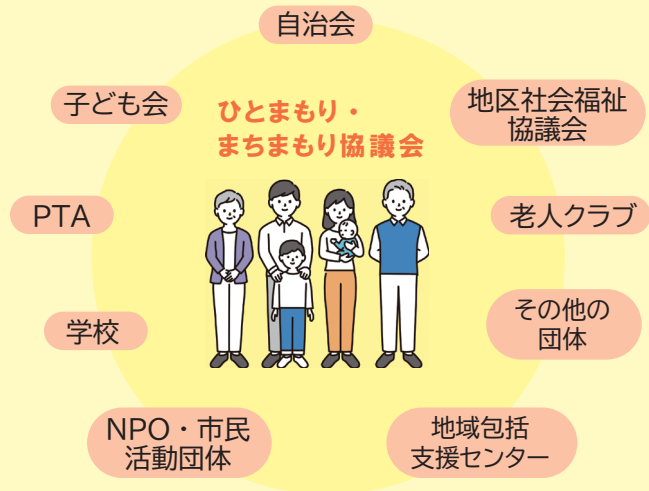 自治会
子ども会
ひとまもり・
まちまもり協議会
地区社会福祉
協議会
PTA
老人クラブ
学校
その他の
団体
NPO・市民
活動団体
地域包括
支援センター